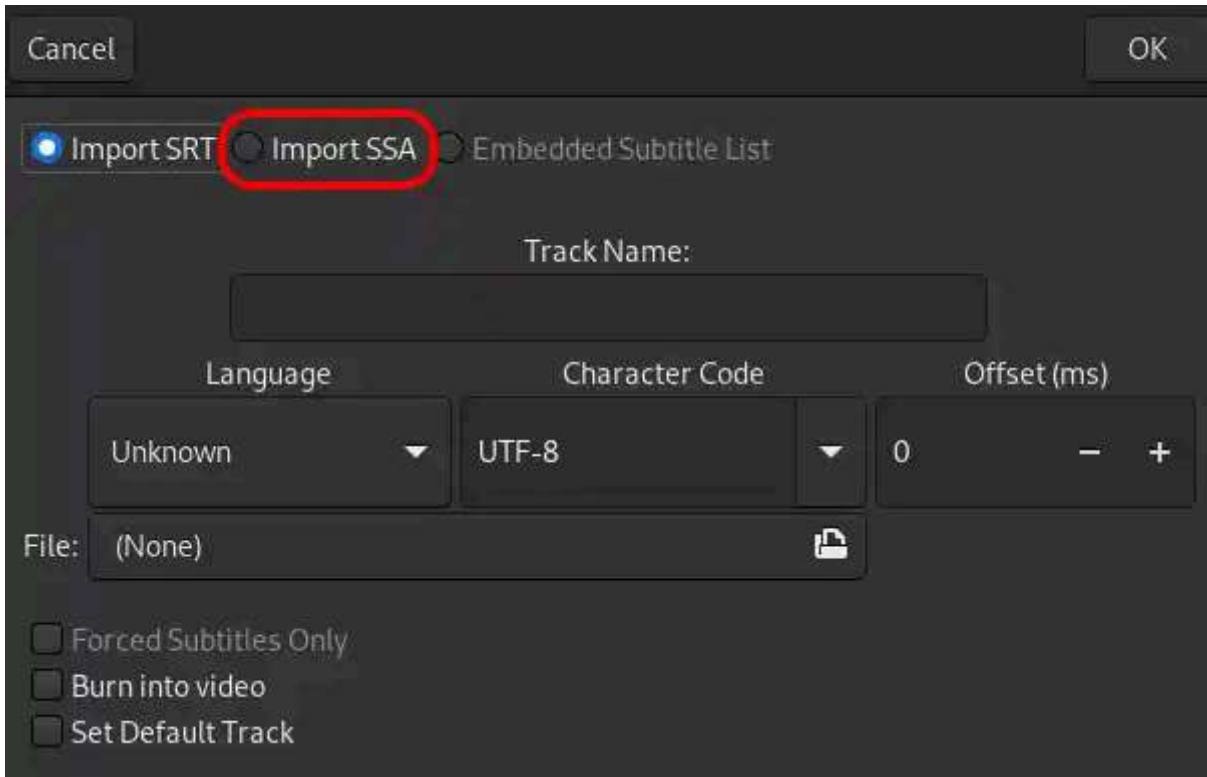 Cancel OK
Import SRT Import SSA Embedded Subtitle List
Track Name:
Language Character Code Offset (ms)
Unknown UTF-8 0 − +
File: (None)
Forced Subtitles Only
Burn into video
Set Default Track